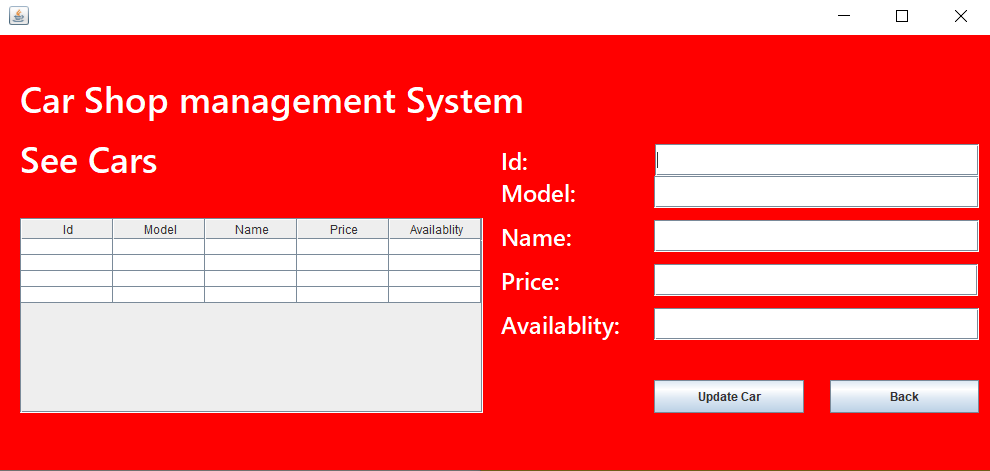 Car Shop management System
See Cars
Id Model Name Price Availablity
Id:
Model:
Name:
Price:
Availablity:
Update Car Back